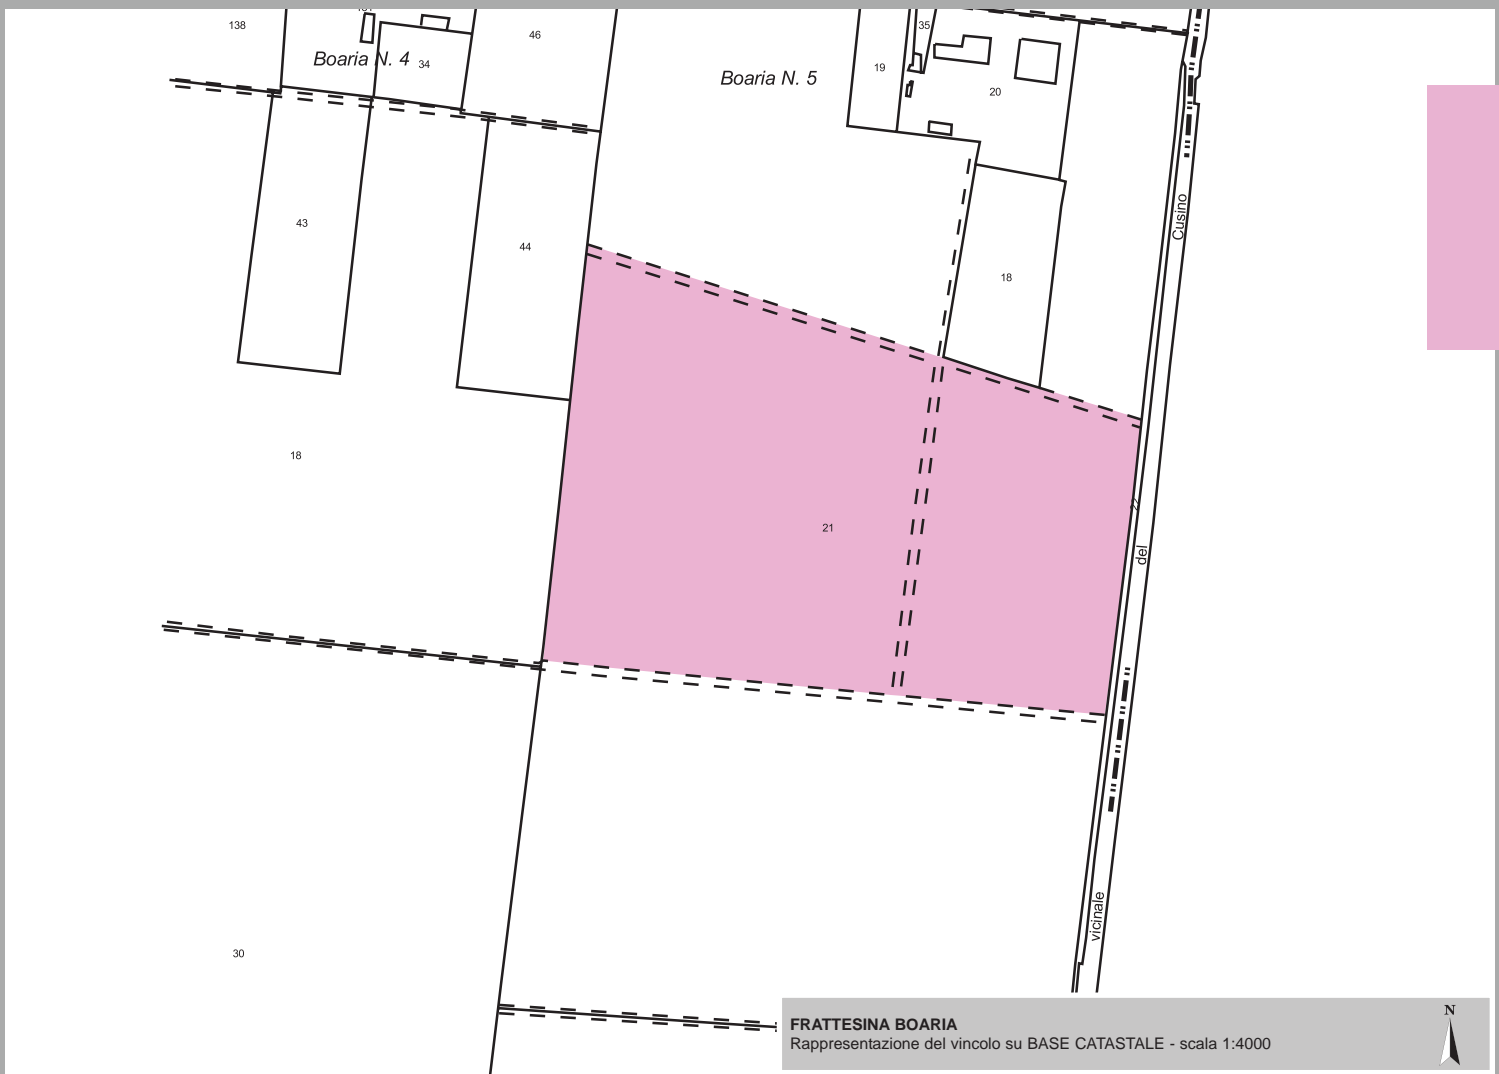 138
46
35
Boaria N. 4
34
19
Boaria N. 5
20
Cusino
43
44
18
18
21
22
del
vicinale
30
N
FRATTESINA BOARIA
Rappresentazione del vincolo su BASE CATASTALE - scala 1:4000